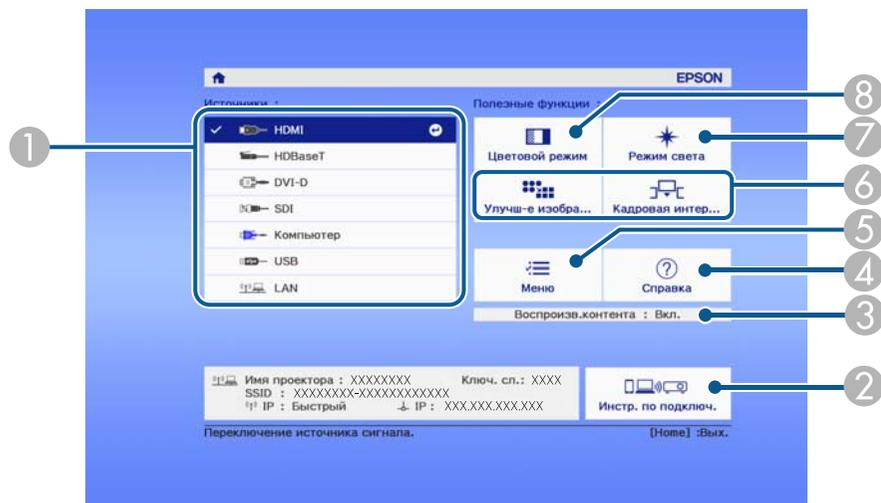 EPSON
Источники :
Полезные функции :
HDMI
HDBaseT
DVI-D
SDI
Компьютер
USB
LAN
Цветовой режим
Режим света
Улучш-е изобра...
Кадровая интер...
Меню
Справка
Воспроизв.контента : Вкл.
Имя проектора : XXXXXXXX
Ключ. сл.: XXXX
SSID : XXXXXXXX-XXXXXXXXXXXX
IP : Быстрый
IP : XXX.XXX.XXX.XXX
Инстр. по подключ.
Переключение источника сигнала.
[Home] :Вых.
1
8
7
6
5
4
3
2